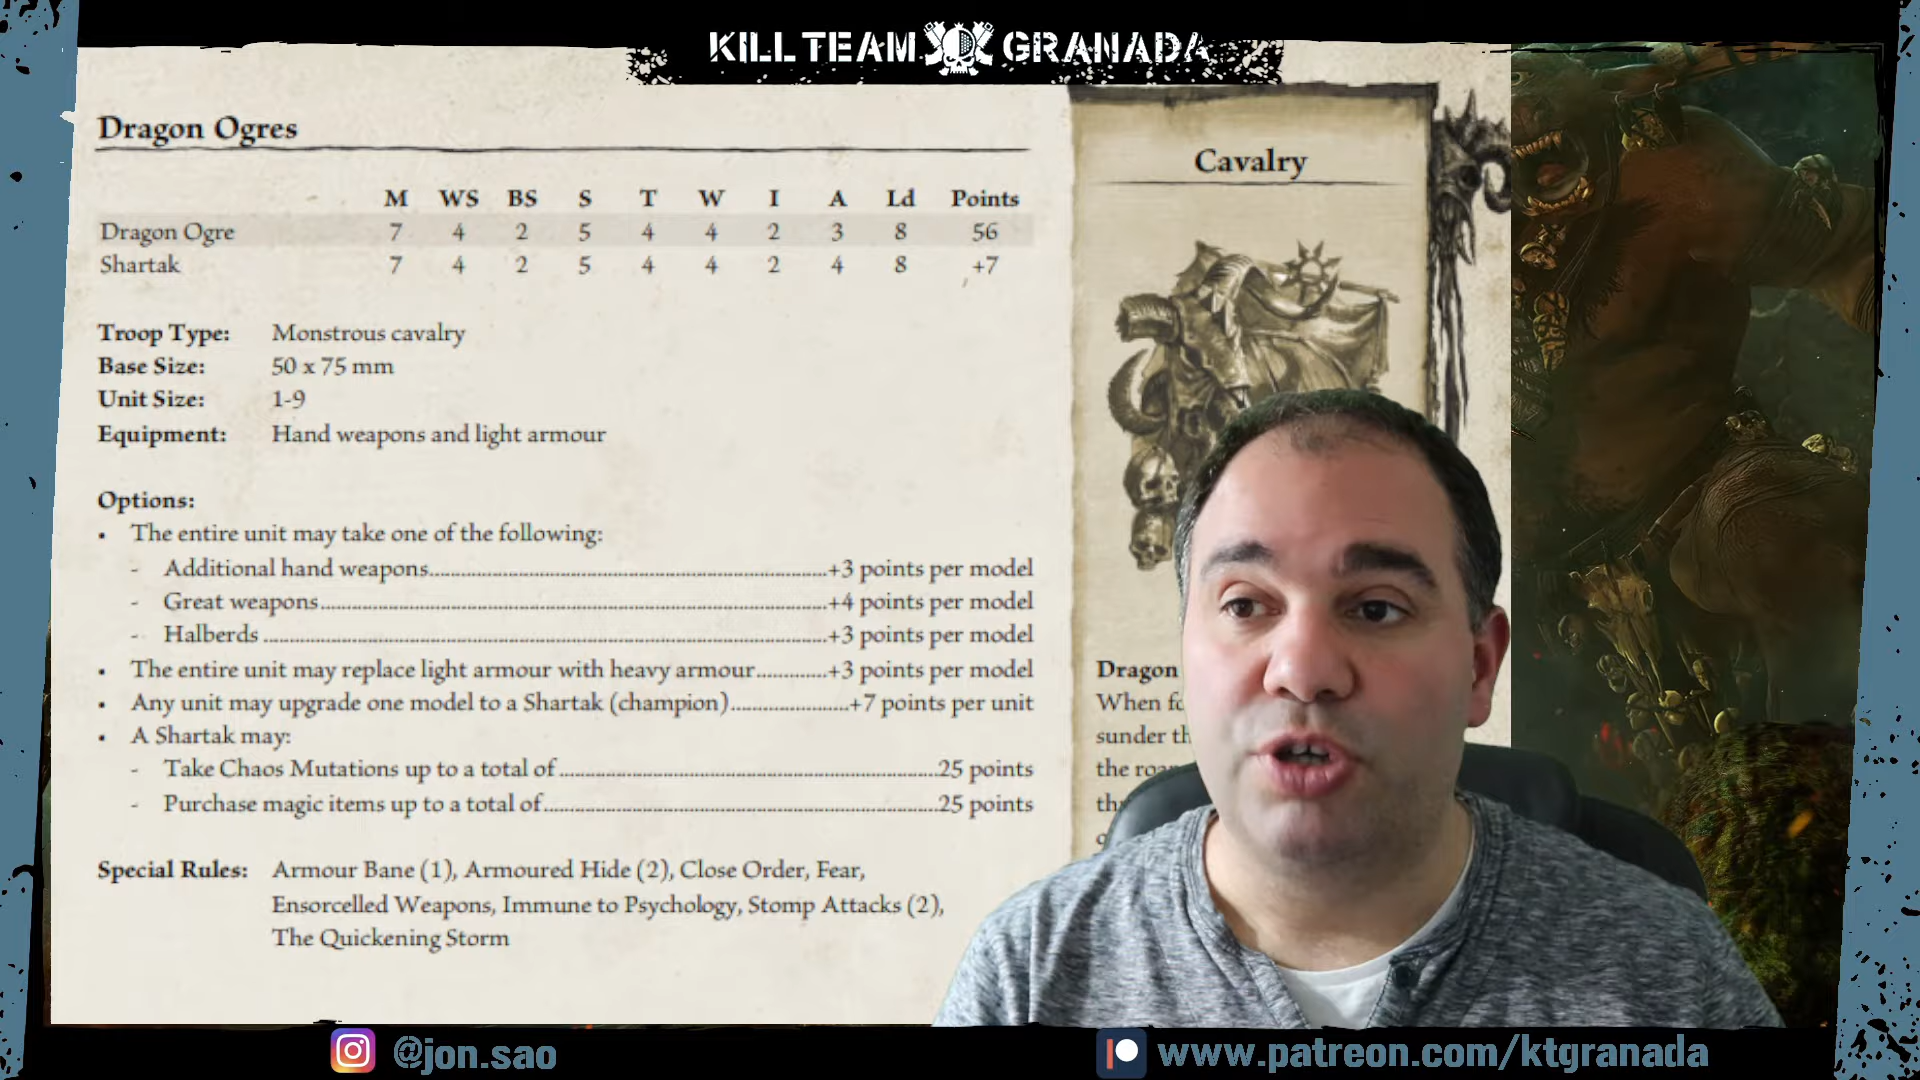 KILL TEAM GRANADA
Dragon Ogres
M WS BS S T W I A Ld Points
Dragon Ogre 7 4 2 5 4 4 2 3 8 56
Shartak 7 4 2 5 4 4 2 4 8 +7
Troop Type: Monstrous cavalry
Base Size: 50 x 75 mm
Unit Size: 1-9
Equipment: Hand weapons and light armour
Options:
• The entire unit may take one of the following:
- Additional hand weapons....+3 points per model
- Great weapons....+4 points per model
- Halberds....+3 points per model
• The entire unit may replace light armour with heavy armour....+3 points per model
• Any unit may upgrade one model to a Shartak (champion)....+7 points per unit
• A Shartak may:
- Take Chaos Mutations up to a total of....25 points
- Purchase magic items up to a total of....25 points
Special Rules: Armour Bane (1), Armoured Hide (2), Close Order, Fear,
Ensorcelled Weapons, Immune to Psychology, Stomp Attacks (2),
The Quickening Storm
Cavalry
Dragon
When
sunder
the
@jon.sao
www.patreon.com/ktgranada